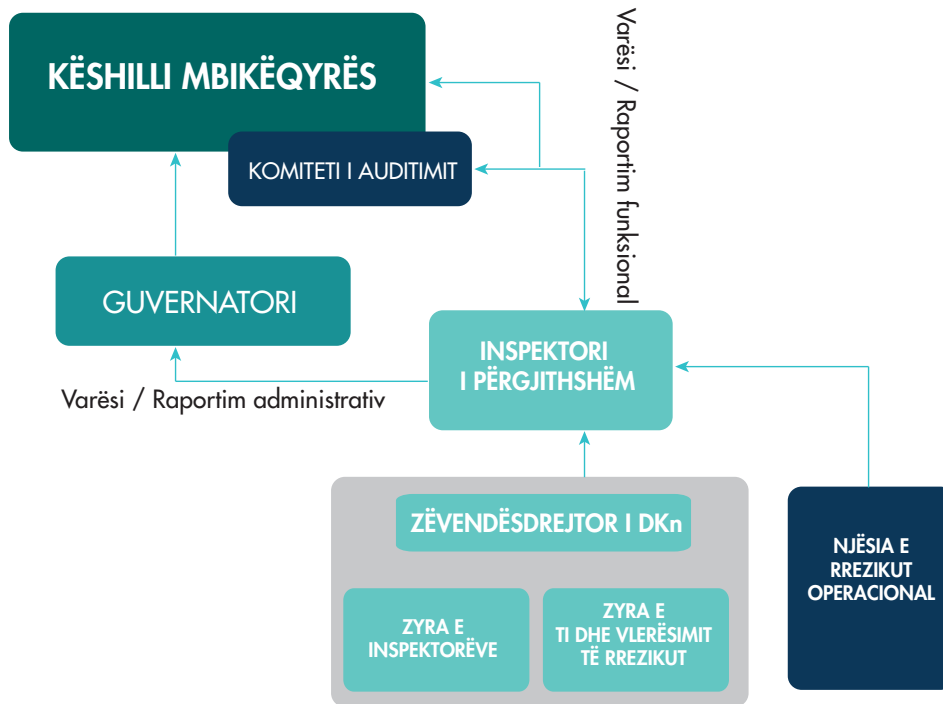 KËSHILLI MBIKËQYRËS
KOMITETI I AUDITIMIT
Varësi / Raportim funksional
GUVERNATORI
INSPEKTORI
I PËRGJITHSHËM
Varësi / Raportim administrativ
ZËVENDËSDREJTOR I DKn
NJËSIA E
RREZIKUT
OPERACIONAL
ZYRA E
INSPEKTORËVE
ZYRA E
TI DHE VLERËSIMIT
TË RREZIKUT